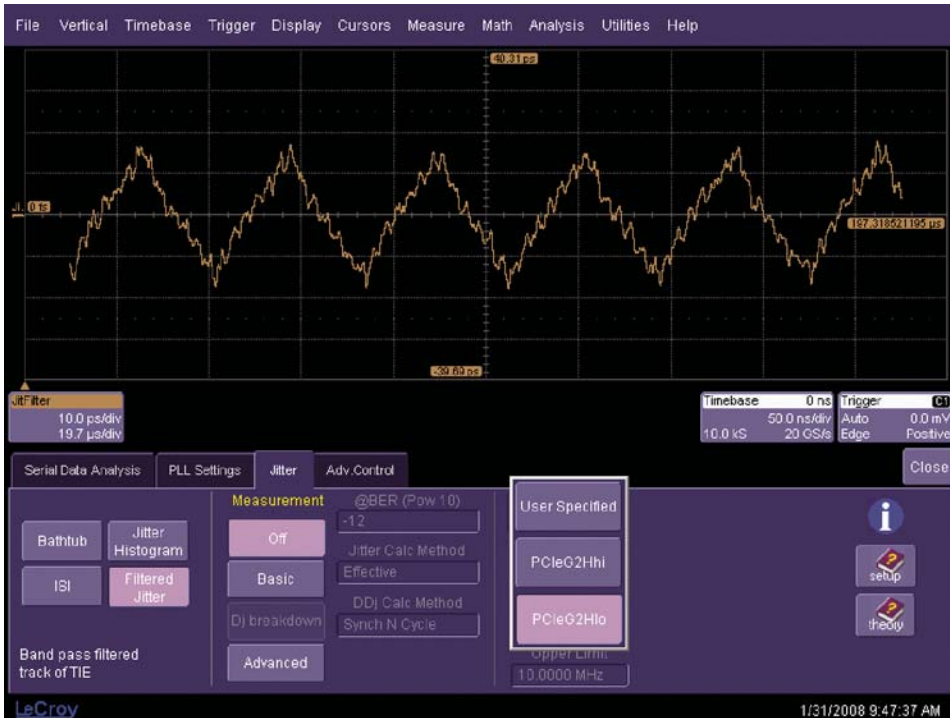 File Vertical Timebase Trigger Display Cursors Measure Math Analysis Utilities Help
40.31 ps
0 fs
197.318521195 µs
-39.69 ps
JitFilter
10.0 ps/div
19.7 µs/div
Timebase 0 ns
50.0 ns/div
10.0 kS 20 GS/s
Trigger C1
Auto 0.0 mV
Edge Positive
Serial Data Analysis PLL Settings Jitter Adv.Control Close
Bathtub
Jitter Histogram
ISI
Filtered Jitter
Band pass filtered
track of TIE
Measurement
Off
Basic
Dj breakdown
Advanced
@BER (Pow 10)
-12
Jitter Calc Method
Effective
DDj Calc Method
Synch N Cycle
User Specified
PCIeG2Hhi
PCIeG2Hlo
Upper Limit
10.0000 MHz
i
setup
theory
LeCroy
1/31/2008 9:47:37 AM